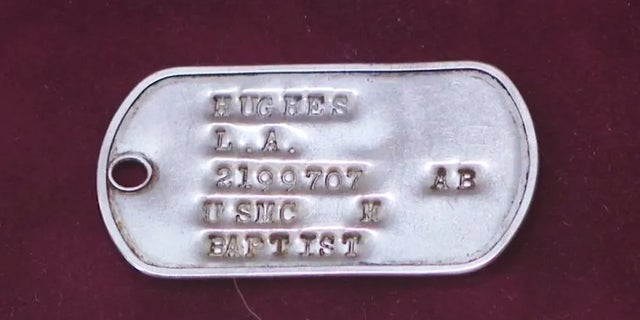 HUGHES
L.A.
2199707 AB
USMC M
BAPTIST